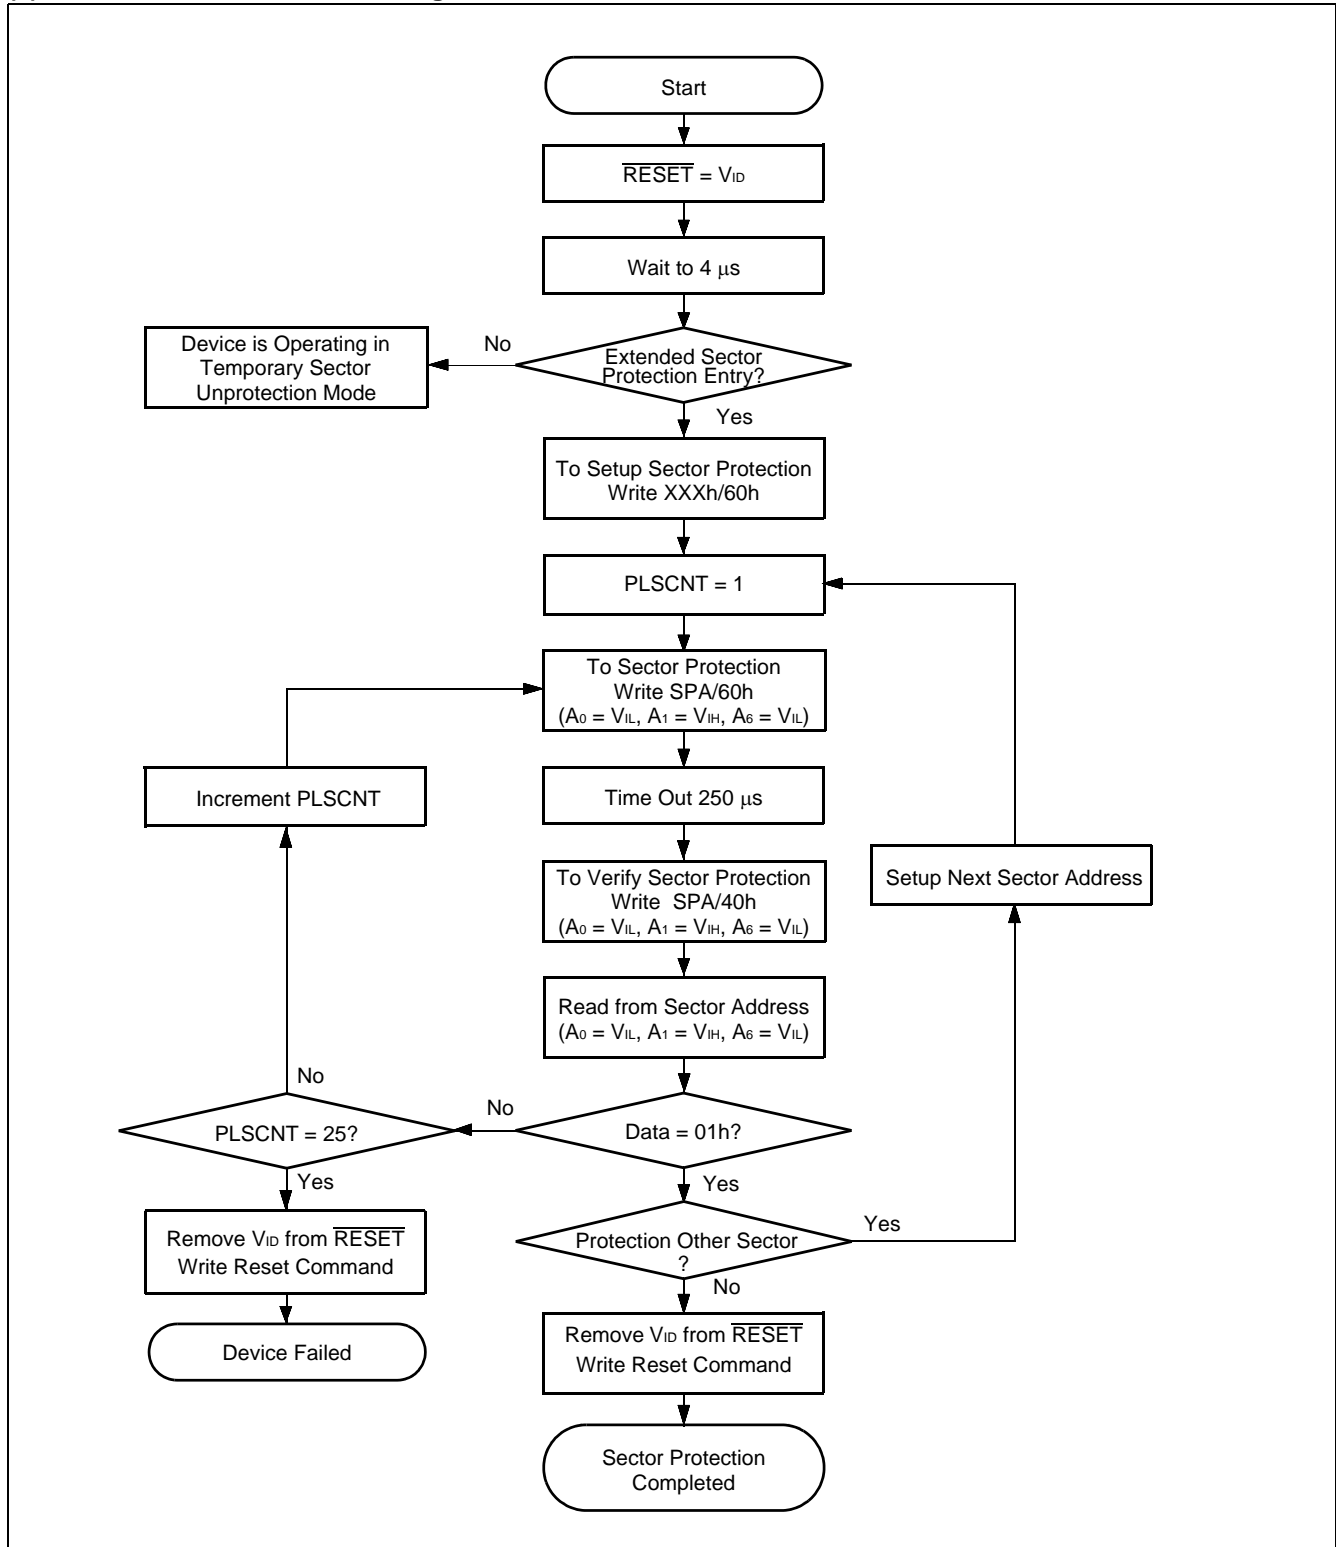 Start
RESET = VID
Wait to 4 μs
No
Device is Operating in
Temporary Sector
Unprotection Mode
Extended Sector
Protection Entry?
Yes
To Setup Sector Protection
Write XXXh/60h
PLSCNT = 1
To Sector Protection
Write SPA/60h
(A0 = VIL, A1 = VIH, A6 = VIL)
Increment PLSCNT
Time Out 250 μs
To Verify Sector Protection
Write SPA/40h
(A0 = VIL, A1 = VIH, A6 = VIL)
Setup Next Sector Address
Read from Sector Address
(A0 = VIL, A1 = VIH, A6 = VIL)
No
No
PLSCNT = 25?
Data = 01h?
Yes
Yes
Remove VID from RESET
Write Reset Command
Protection Other Sector
?
Yes
No
Device Failed
Remove VID from RESET
Write Reset Command
Sector Protection
Completed